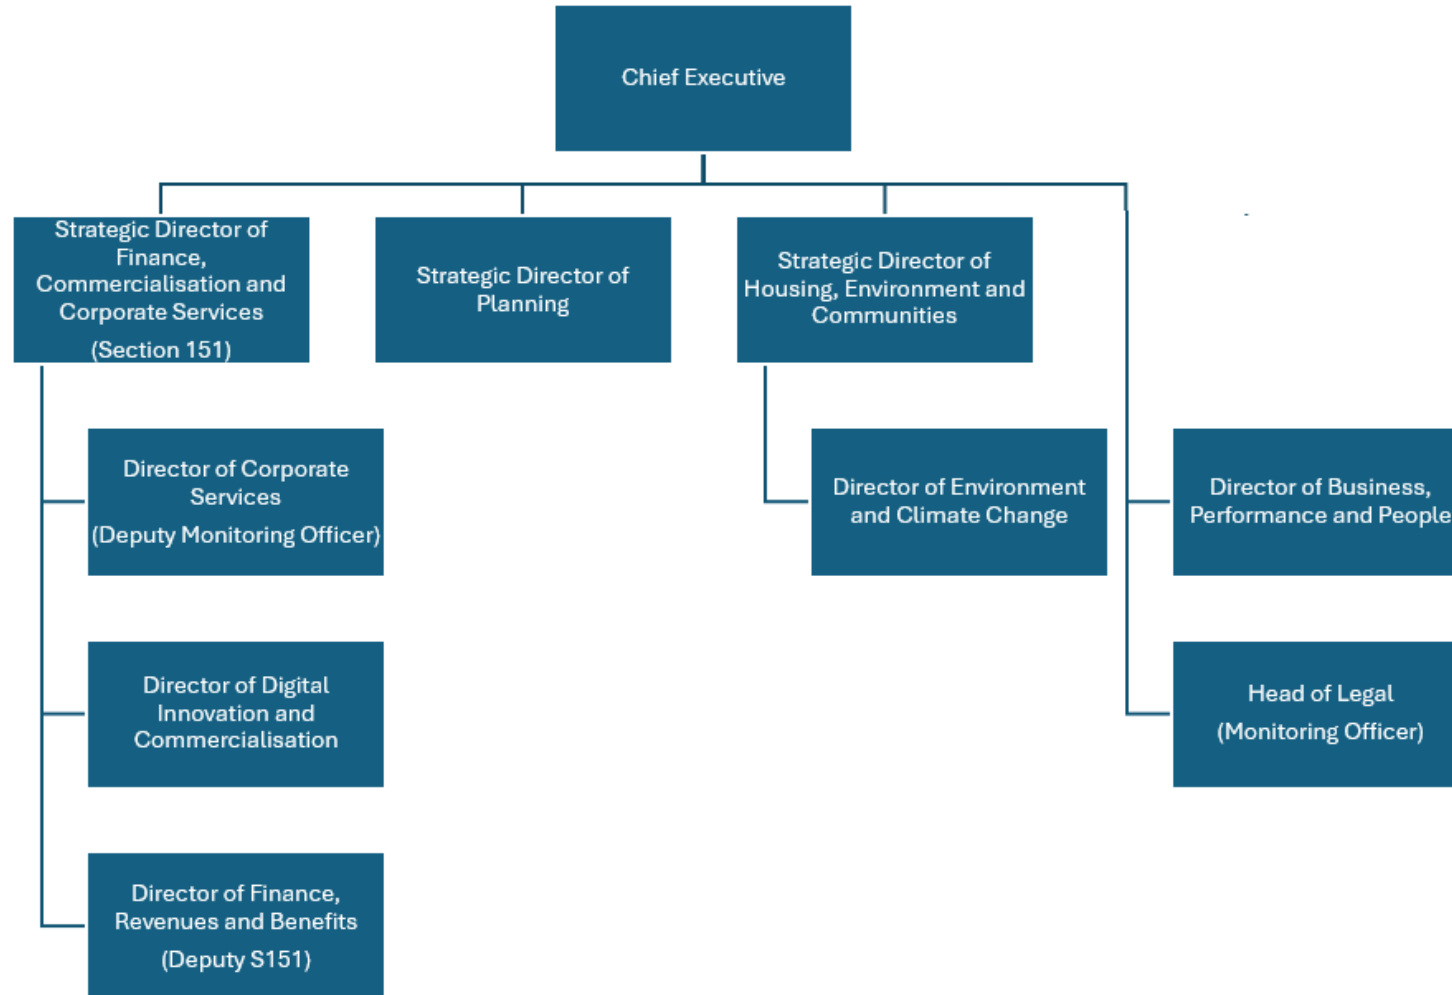 Chief Executive
Strategic Director of
Finance,
Commercialisation and
Corporate Services
(Section 151)
Strategic Director of
Planning
Strategic Director of
Housing, Environment and
Communities
Director of Corporate
Services
(Deputy Monitoring Officer)
Director of Environment
and Climate Change
Director of Business,
Performance and People
Director of Digital
Innovation and
Commercialisation
Head of Legal
(Monitoring Officer)
Director of Finance,
Revenues and Benefits
(Deputy S151)